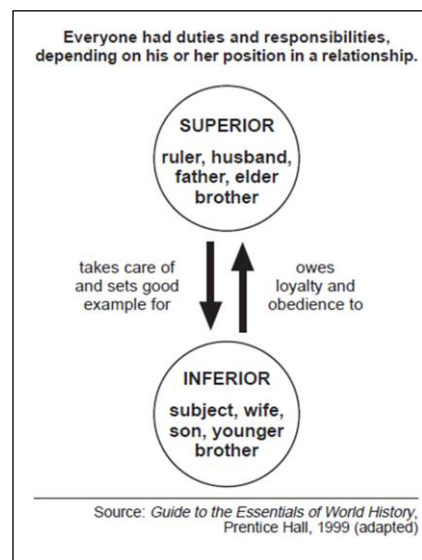 Everyone had duties and responsibilities,
depending on his or her position in a relationship.
SUPERIOR
ruler, husband,
father, elder
brother
takes care of
and sets good
example for
owes
loyalty and
obedience to
INFERIOR
subject, wife,
son, younger
brother
Source: Guide to the Essentials of World History,
Prentice Hall, 1999 (adapted)